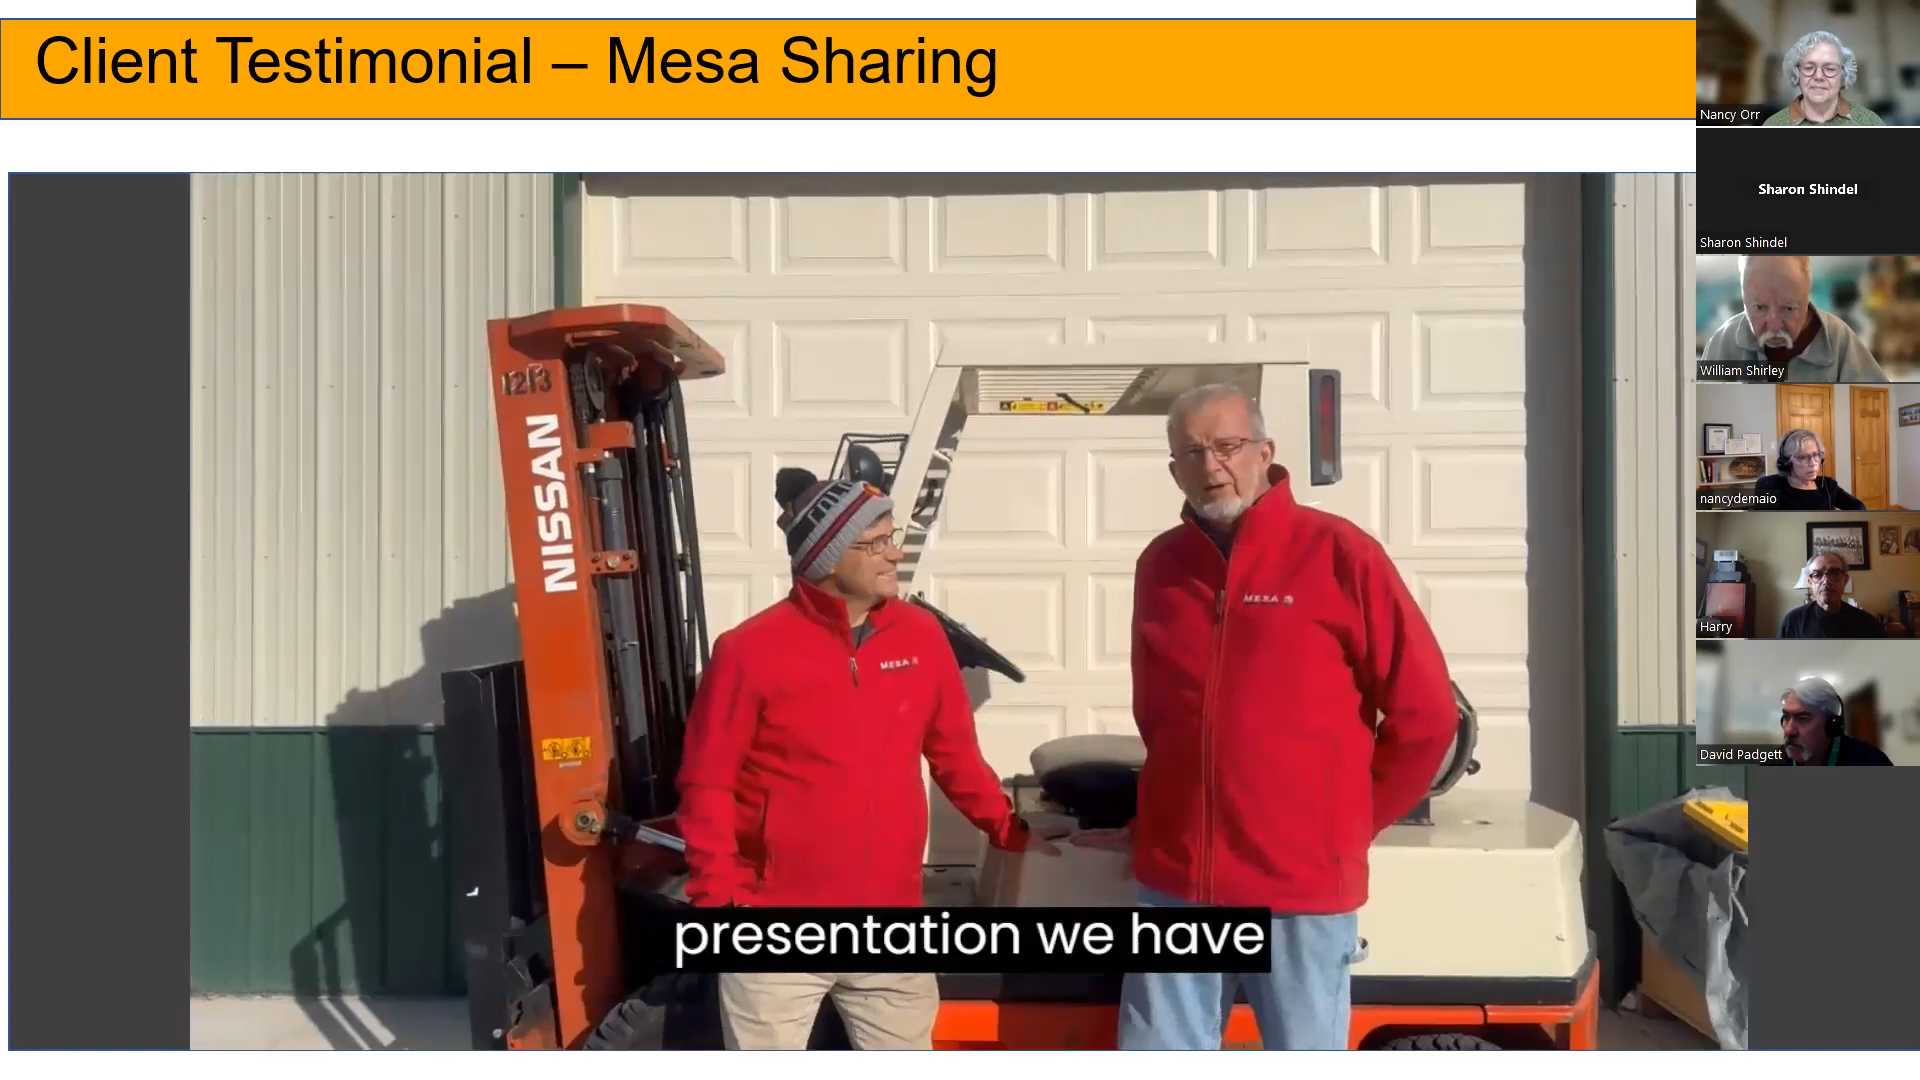 Client Testimonial – Mesa Sharing
Nancy Orr
Sharon Shindel
Sharon Shindel
William Shirley
nancydemaio
Harry
David Padgett
1213
NISSAN
MESA
MESA
presentation we have